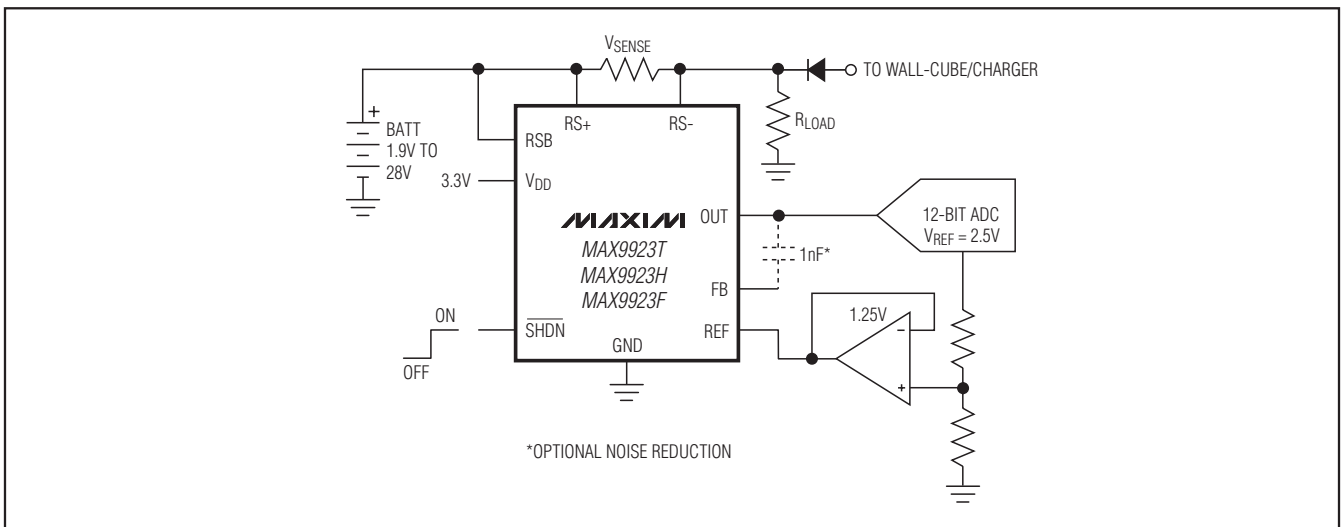 VSENSE
TO WALL-CUBE/CHARGER
+
BATT
1.9V TO
28V
RS+
RS-
RLOAD
RSB
3.3V
VDD
MAXIM
MAX9923T
MAX9923H
MAX9923F
OUT
12-BIT ADC
VREF = 2.5V
1nF*
FB
1.25V
ON
OFF
SHDN
REF
GND
-
+
*OPTIONAL NOISE REDUCTION